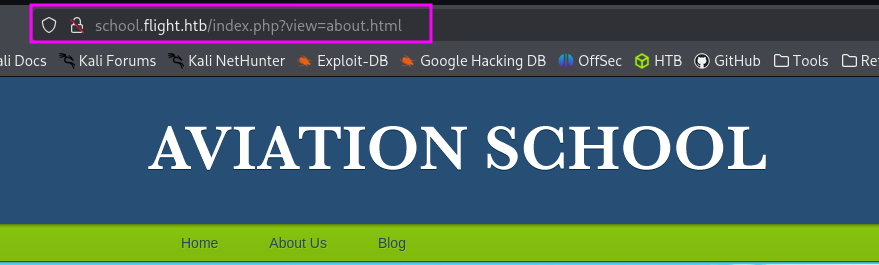 school.flight.htb/index.php?view=about.html
ali Docs Kali Forums Kali NetHunter Exploit-DB Google Hacking DB OffSec HTB GitHub Tools Re
AVIATION SCHOOL
Home About Us Blog